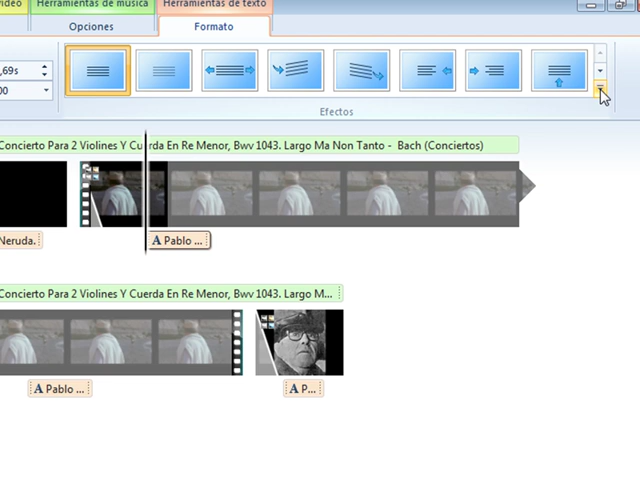 video Herramientas de música Herramientas de texto
Opciones Formato
,69s
00
Efectos
Concierto Para 2 Violines Y Cuerda En Re Menor, Bwv 1043. Largo Ma Non Tanto - Bach (Conciertos)
Neruda.
A Pablo ...
Concierto Para 2 Violines Y Cuerda En Re Menor, Bwv 1043. Largo M...
A Pablo ...
A P...